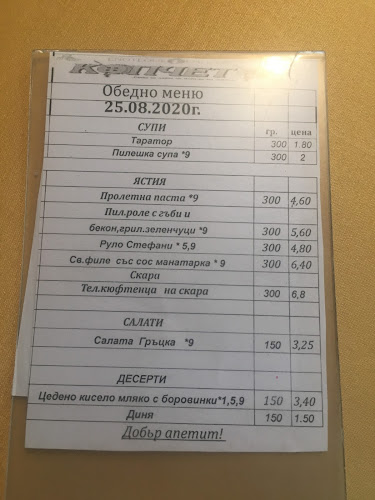 Обедно меню
25.08.2020г.
СУПИ гр. цена
Таратор 300 1.80
Пилешка супа *9 300 2
ЯСТИЯ
Пролетна паста *9 300 4,60
Пил.роле с гъби и
бекон,грил.зеленчуци *9 300 5,60
Руло Стефани * 5,9 300 4,80
Св.филе със сос манатарка * 9 300 6,40
Скара
Тел.кюфтенца на скара 300 6,8
САЛАТИ
Салата Гръцка *9 150 3,25
ДЕСЕРТИ
Цедено кисело мляко с боровинки*1,5,9 150 3,40
Диня 150 1.50
Добър апетит!